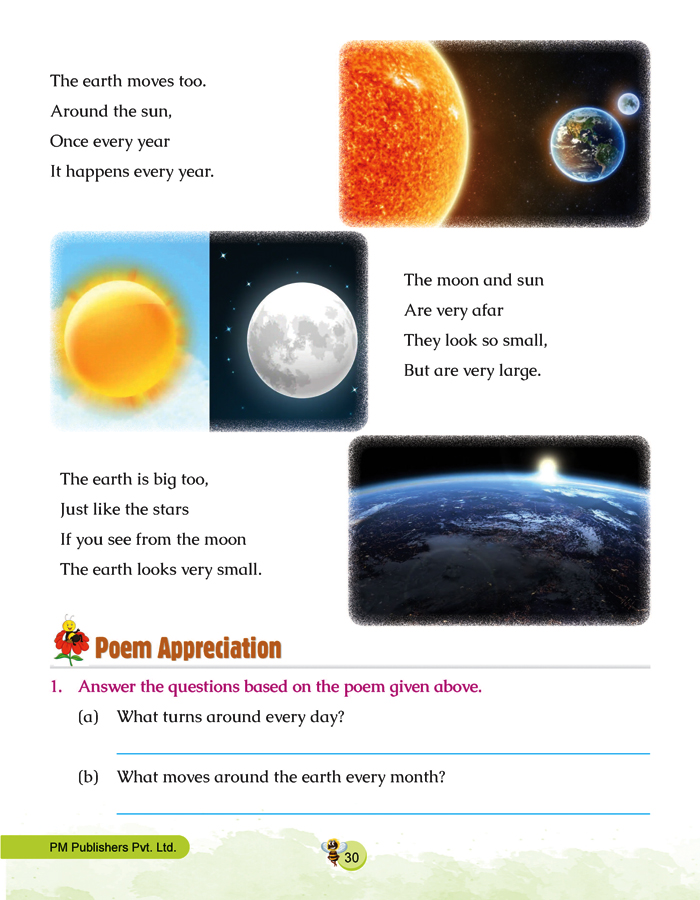 The earth moves too.
Around the sun,
Once every year
It happens every year.
The moon and sun
Are very afar
They look so small,
But are very large.
The earth is big too,
Just like the stars
If you see from the moon
The earth looks very small.
Poem Appreciation
1. Answer the questions based on the poem given above.
(a) What turns around every day?
(b) What moves around the earth every month?
PM Publishers Pvt. Ltd.
30